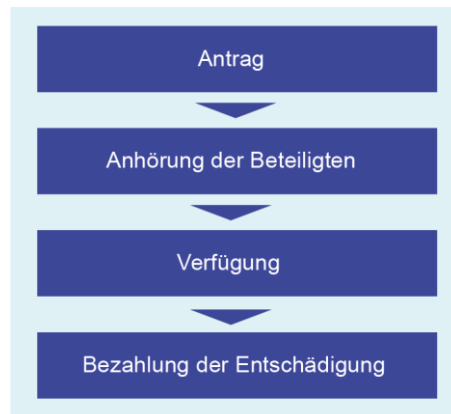 Antrag
Anhörung der Beteiligten
Verfügung
Bezahlung der Entschädigung